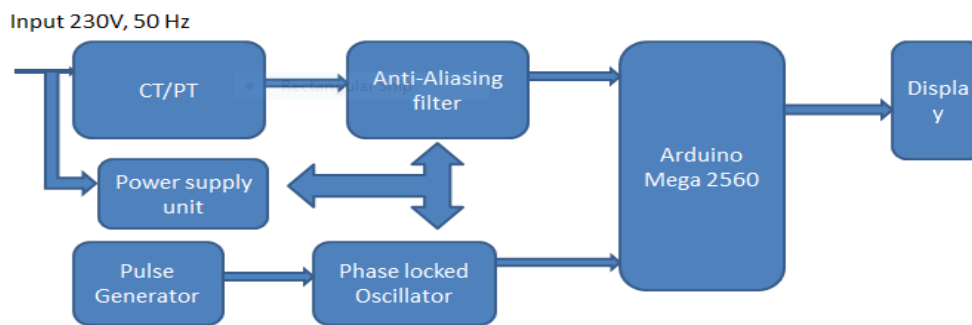 Input 230V, 50 Hz
CT/PT
Anti-Aliasing
filter
Arduino
Mega 2560
Displa
y
Power supply
unit
Pulse
Generator
Phase locked
Oscillator